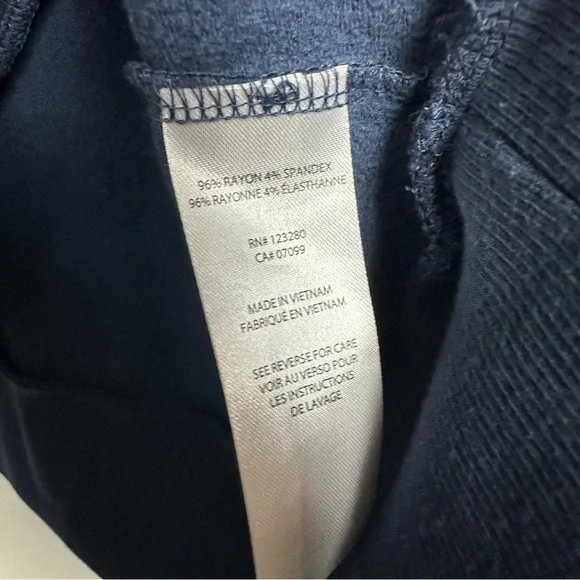 96% RAYON 4% SPANDEX
96% RAYONNE 4% ÉLASTHANNE
RN# 123280
CA# 07099
MADE IN VIETNAM
FABRIQUÉ EN VIETNAM
SEE REVERSE FOR CARE
VOIR AU VERSO POUR
LES INSTRUCTIONS
DE LAVAGE